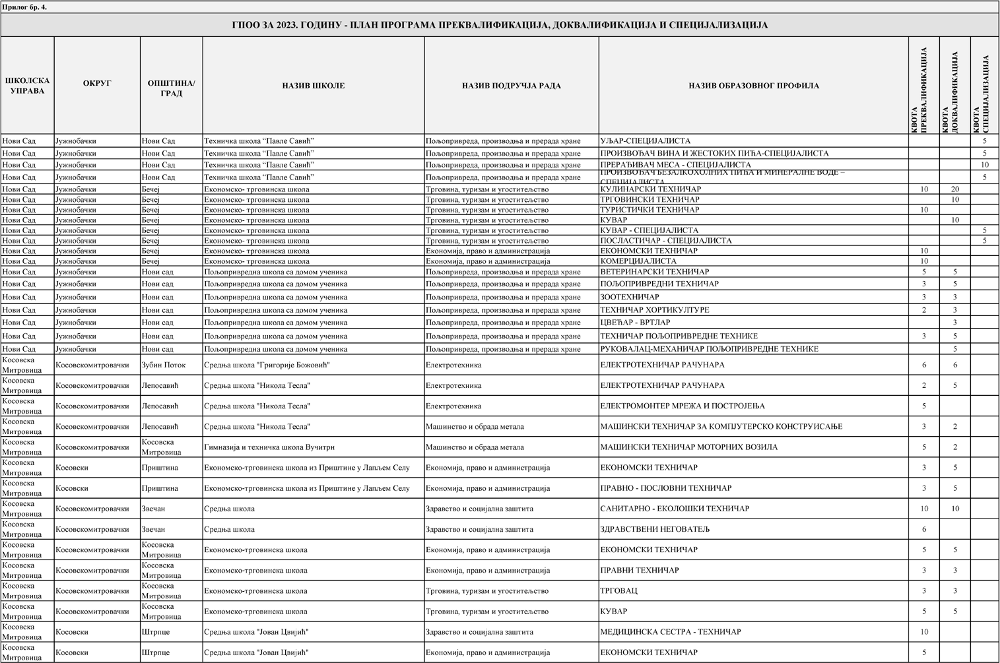 Прилог бр. 4.
ГПОО ЗА 2023. ГОДИНУ - ПЛАН ПРОГРАМА ПРЕКВАЛИФИКАЦИЈА, ДОКВАЛИФИКАЦИЈА И СПЕЦИЈАЛИЗАЦИЈА
ШКОЛСКА УПРАВА ОКРУГ ОПШТИНА/ ГРАД НАЗИВ ШКОЛЕ НАЗИВ ПОДРУЧЈА РАДА НАЗИВ ОБРАЗОВНОГ ПРОФИЛА КВОТА ПРЕКВАЛИФИКАЦИЈА КВОТА ДОКВАЛИФИКАЦИЈА КВОТА СПЕЦИЈАЛИЗАЦИЈА
Нови Сад Јужнобачки Нови Сад Техничка школа “Павле Савић” Пољопривреда, производња и прерада хране УЉАР-СПЕЦИЈАЛИСТА 5
Нови Сад Јужнобачки Нови Сад Техничка школа “Павле Савић” Пољопривреда, производња и прерада хране ПРОИЗВОЂАЧ ВИНА И ЖЕСТОКИХ ПИЋА-СПЕЦИЈАЛИСТА 5
Нови Сад Јужнобачки Нови Сад Техничка школа “Павле Савић” Пољопривреда, производња и прерада хране ПРЕРАЂИВАЧ МЕСА - СПЕЦИЈАЛИСТА 10
Нови Сад Јужнобачки Нови Сад Техничка школа “Павле Савић” Пољопривреда, производња и прерада хране ПРОИЗВОЂАЧ БЕЗАЛКОХОЛНИХ ПИЋА И МИНЕРАЛНЕ ВОДЕ – СПЕЦИЈАЛИСТА 5
Нови Сад Јужнобачки Бечеј Економско- трговинска школа Трговина, туризам и угоститељство КУЛИНАРСКИ ТЕХНИЧАР 10 20
Нови Сад Јужнобачки Бечеј Економско- трговинска школа Трговина, туризам и угоститељство ТРГОВИНСКИ ТЕХНИЧАР 10
Нови Сад Јужнобачки Бечеј Економско- трговинска школа Трговина, туризам и угоститељство ТУРИСТИЧКИ ТЕХНИЧАР 10
Нови Сад Јужнобачки Бечеј Економско- трговинска школа Трговина, туризам и угоститељство КУВАР 10
Нови Сад Јужнобачки Бечеј Економско- трговинска школа Трговина, туризам и угоститељство КУВАР - СПЕЦИЈАЛИСТА 5
Нови Сад Јужнобачки Бечеј Економско- трговинска школа Трговина, туризам и угоститељство ПОСЛАСТИЧАР - СПЕЦИЈАЛИСТА 5
Нови Сад Јужнобачки Бечеј Економско- трговинска школа Економија, право и администрација ЕКОНОМСКИ ТЕХНИЧАР 10
Нови Сад Јужнобачки Бечеј Економско- трговинска школа Економија, право и администрација КОМЕРЦИЈАЛИСТА 10
Нови Сад Јужнобачки Нови сад Пољопривредна школа са домом ученика Пољопривреда, производња и прерада хране ВЕТЕРИНАРСКИ ТЕХНИЧАР 5 5
Нови Сад Јужнобачки Нови сад Пољопривредна школа са домом ученика Пољопривреда, производња и прерада хране ПОЉОПРИВРЕДНИ ТЕХНИЧАР 3 5
Нови Сад Јужнобачки Нови сад Пољопривредна школа са домом ученика Пољопривреда, производња и прерада хране ЗООТЕХНИЧАР 3 3
Нови Сад Јужнобачки Нови сад Пољопривредна школа са домом ученика Пољопривреда, производња и прерада хране ТЕХНИЧАР ХОРТИКУЛТУРЕ 2 3
Нови Сад Јужнобачки Нови сад Пољопривредна школа са домом ученика Пољопривреда, производња и прерада хране ЦВЕЋАР - ВРТЛАР 3
Нови Сад Јужнобачки Нови сад Пољопривредна школа са домом ученика Пољопривреда, производња и прерада хране ТЕХНИЧАР ПОЉОПРИВРЕДНЕ ТЕХНИКЕ 3 5
Нови Сад Јужнобачки Нови сад Пољопривредна школа са домом ученика Пољопривреда, производња и прерада хране РУКОВАЛАЦ-МЕХАНИЧАР ПОЉОПРИВРЕДНЕ ТЕХНИКЕ 5
Косовска Митровица Косовскомитровачки Зубин Поток Средња школа "Григорије Божовић" Електротехника ЕЛЕКТРОТЕХНИЧАР РАЧУНАРА 6 6
Косовска Митровица Косовскомитровачки Лепосавић Средња школа "Никола Тесла" Електротехника ЕЛЕКТРОТЕХНИЧАР РАЧУНАРА 2 5
Косовска Митровица Косовскомитровачки Лепосавић Средња школа "Никола Тесла" Електротехника ЕЛЕКТРОМОНТЕР МРЕЖА И ПОСТРОЈЕЊА 5
Косовска Митровица Косовскомитровачки Лепосавић Средња школа "Никола Тесла" Машинство и обрада метала МАШИНСКИ ТЕХНИЧАР ЗА КОМПЈУТЕРСКО КОНСТРУИСАЊЕ 3 2
Косовска Митровица Косовскомитровачки Косовска Митровица Гимназија и техничка школа Вучитрн Машинство и обрада метала МАШИНСКИ ТЕХНИЧАР МОТОРНИХ ВОЗИЛА 5 2
Косовска Митровица Косовски Приштина Економско-трговинска школа из Приштине у Лапљем Селу Економија, право и администрација ЕКОНОМСКИ ТЕХНИЧАР 3 5
Косовска Митровица Косовски Приштина Економско-трговинска школа из Приштине у Лапљем Селу Економија, право и администрација ПРАВНО - ПОСЛОВНИ ТЕХНИЧАР 3 5
Косовска Митровица Косовскомитровачки Звечан Средња школа Здравство и социјална заштита САНИТАРНО - ЕКОЛОШКИ ТЕХНИЧАР 10 10
Косовска Митровица Косовскомитровачки Звечан Средња школа Здравство и социјална заштита ЗДРАВСТВЕНИ НЕГОВАТЕЉ 6
Косовска Митровица Косовскомитровачки Косовска Митровица Економско-трговинска школа Економија, право и администрација ЕКОНОМСКИ ТЕХНИЧАР 5 5
Косовска Митровица Косовскомитровачки Косовска Митровица Економско-трговинска школа Економија, право и администрација ПРАВНИ ТЕХНИЧАР 3 3
Косовска Митровица Косовскомитровачки Косовска Митровица Економско-трговинска школа Трговина, туризам и угоститељство ТРГОВАЦ 3 3
Косовска Митровица Косовскомитровачки Косовска Митровица Економско-трговинска школа Трговина, туризам и угоститељство КУВАР 5 5
Косовска Митровица Косовски Штрпце Средња школа "Јован Цвијић" Здравство и социјална заштита МЕДИЦИНСКА СЕСТРА - ТЕХНИЧАР 10
Косовска Митровица Косовски Штрпце Средња школа "Јован Цвијић" Економија, право и администрација ЕКОНОМСКИ ТЕХНИЧАР 5